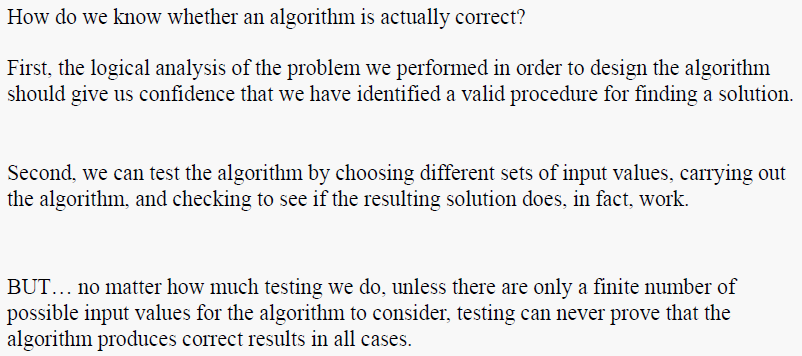 How do we know whether an algorithm is actually correct?
First, the logical analysis of the problem we performed in order to design the algorithm
should give us confidence that we have identified a valid procedure for finding a solution.
Second, we can test the algorithm by choosing different sets of input values, carrying out
the algorithm, and checking to see if the resulting solution does, in fact, work.
BUT… no matter how much testing we do, unless there are only a finite number of
possible input values for the algorithm to consider, testing can never prove that the
algorithm produces correct results in all cases.